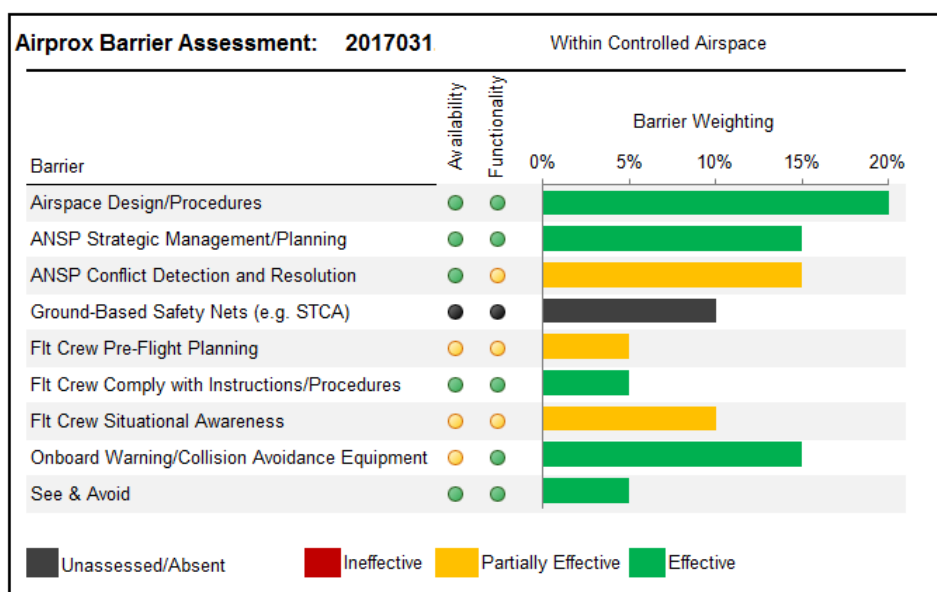 Airprox Barrier Assessment: 2017031 Within Controlled Airspace
Availability
Functionality
Barrier Weighting
Barrier
0% 5% 10% 15% 20%
Airspace Design/Procedures
ANSP Strategic Management/Planning
ANSP Conflict Detection and Resolution
Ground-Based Safety Nets (e.g. STCA)
Flt Crew Pre-Flight Planning
Flt Crew Comply with Instructions/Procedures
Flt Crew Situational Awareness
Onboard Warning/Collision Avoidance Equipment
See & Avoid
Unassessed/Absent Ineffective Partially Effective Effective